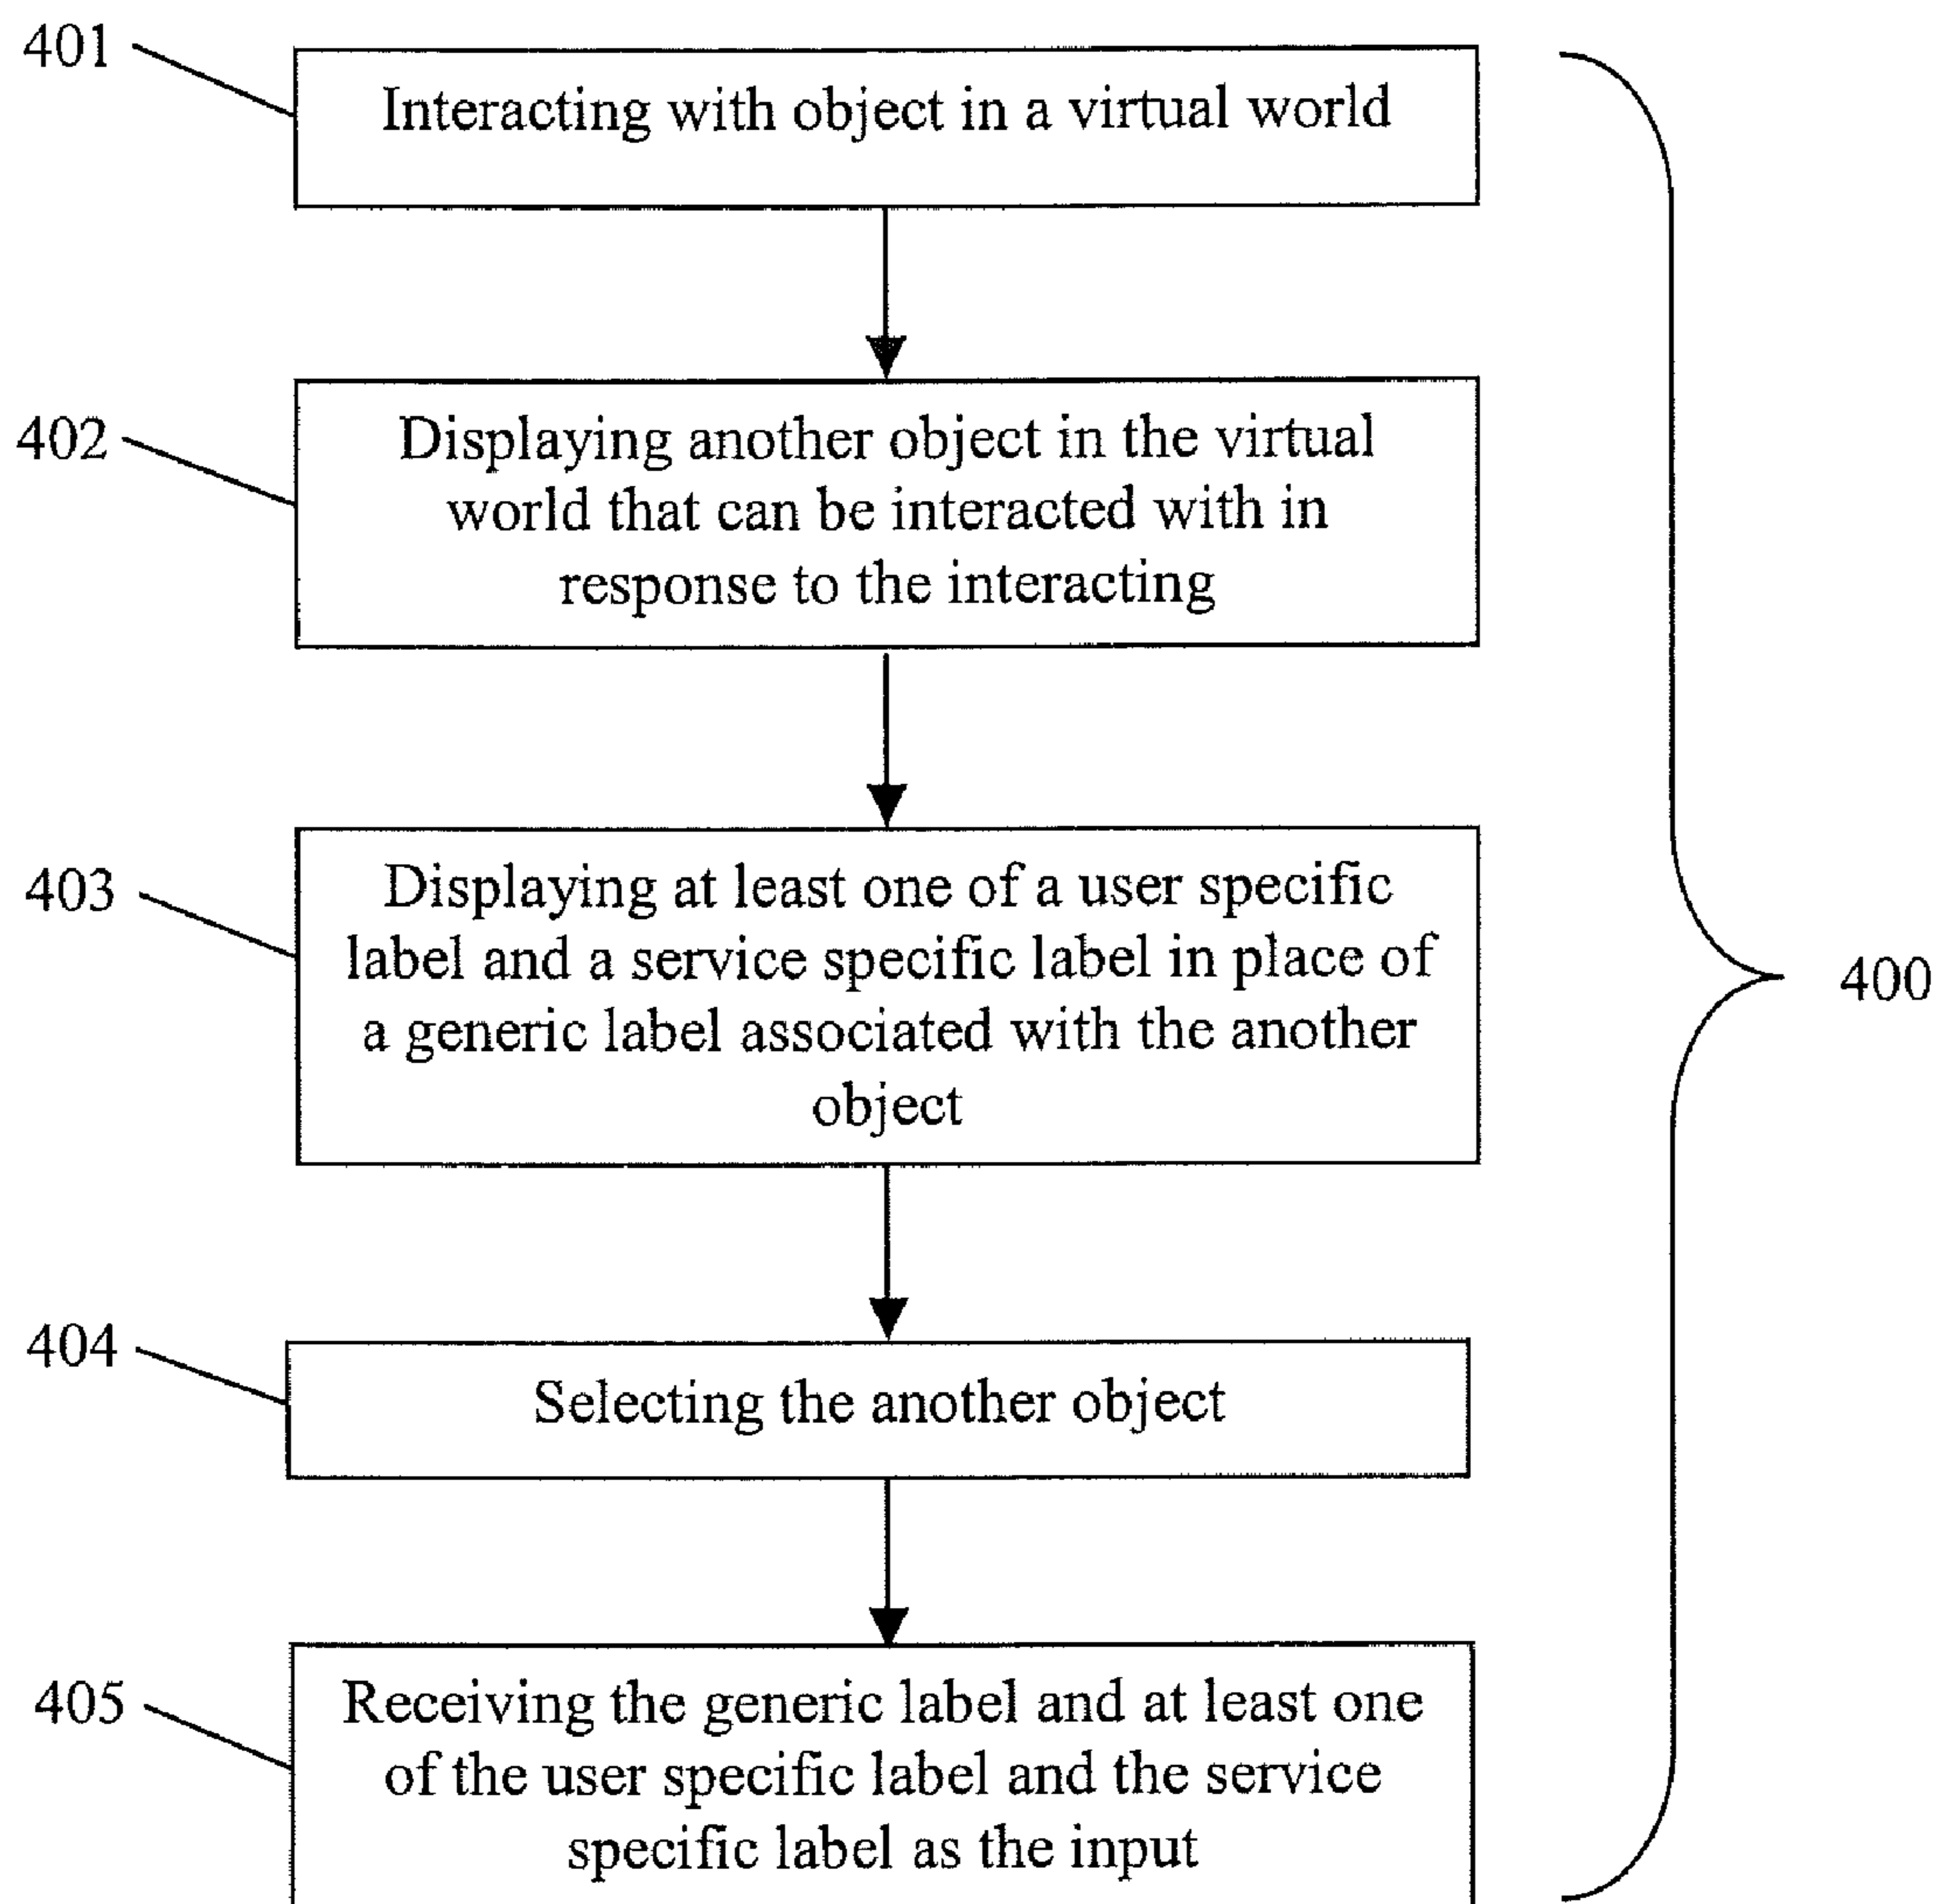 401
Interacting with object in a virtual world
402
Displaying another object in the virtual
world that can be interacted with in
response to the interacting
403
Displaying at least one of a user specific
label and a service specific label in place of
a generic label associated with the another
object
400
404
Selecting the another object
405
Receiving the generic label and at least one
of the user specific label and the service
specific label as the input